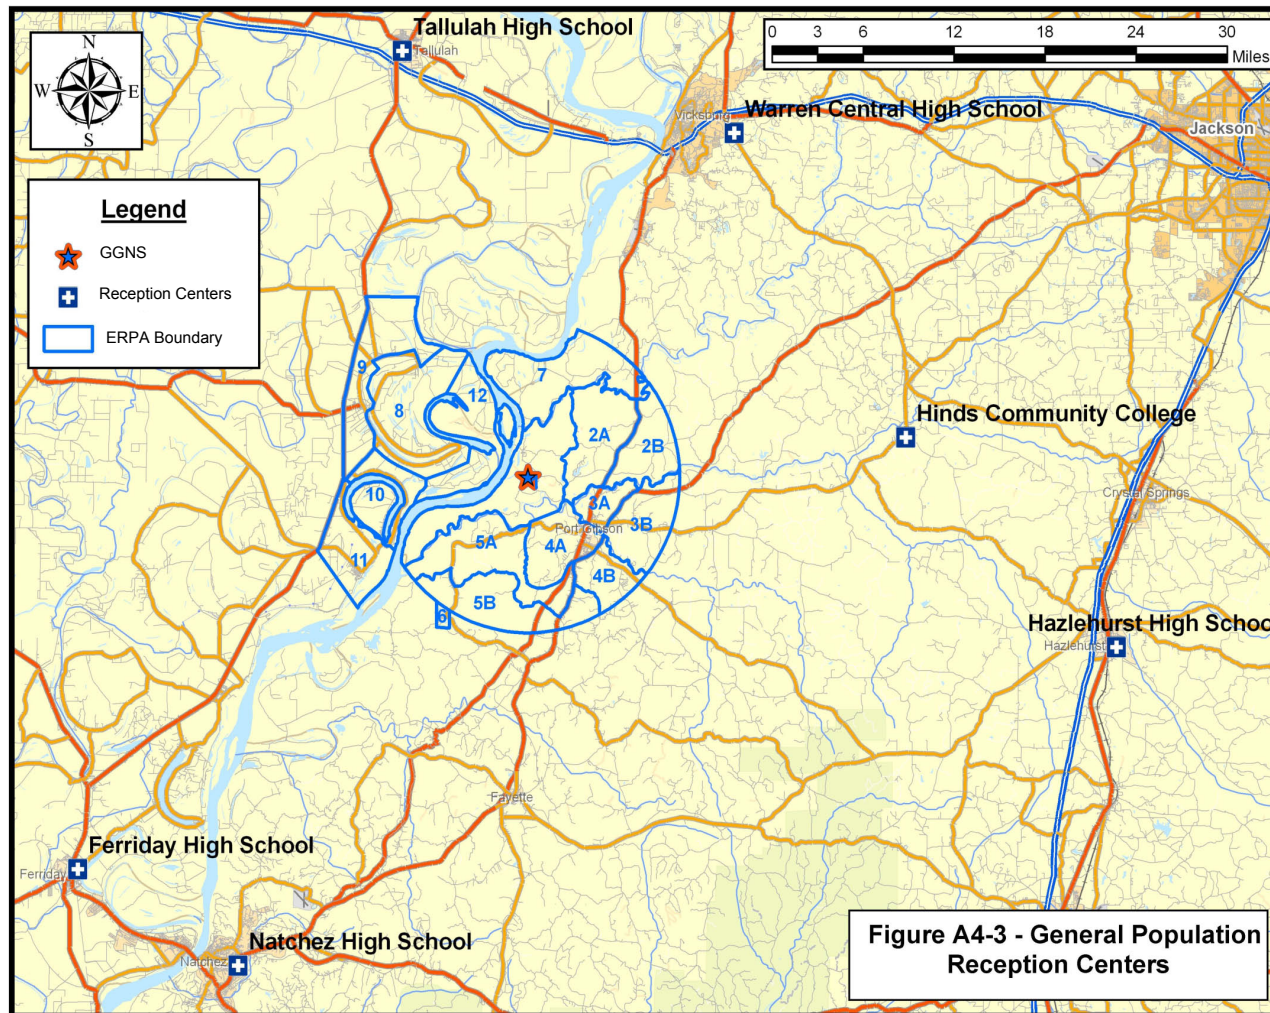 Tallulah High School
Tallulah
0 3 6 12 18 24 30
Miles
N
W E
S
Vicksburg
Warren Central High School
Jackson
Legend
GGNS
Reception Centers
ERPA Boundary
9
7
12
8
2A
2B
Hinds Community College
10
3A
Crystal Springs
Port Gibson
3B
5A
4A
11
4B
5B
6
Hazlehurst High Schoo
Hazlehurst
Fayette
Ferriday High School
Ferriday
Natchez High School
Natchez
Figure A4-3 - General Population
Reception Centers